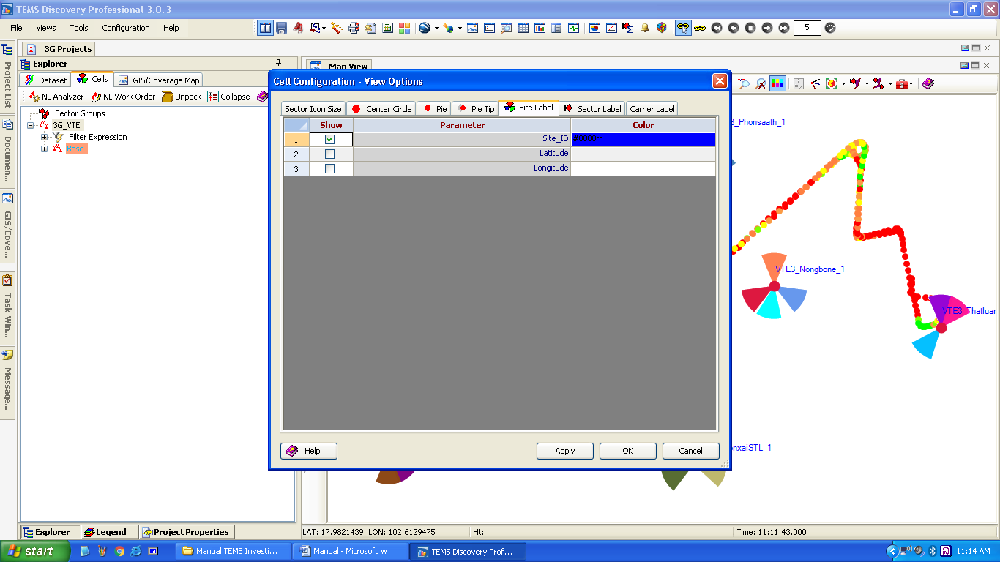 TEMS Discovery Professional 3.0.3
File Views Tools Configuration Help
5
3G Projects
Explorer
Map View
Dataset Cells GIS/Coverage Map
NL Analyzer NL Work Order Unpack Collapse
Sector Groups
3G_VTE
Filter Expression
Base
Project List
Documen...
GIS/Cove...
Task Win...
Message...
Cell Configuration - View Options
Sector Icon Size Center Circle Pie Pie Tip Site Label Sector Label Carrier Label
Show Parameter Color
1 Site_ID #0000ff
2 Latitude
3 Longitude
Help Apply OK Cancel
3_Phonsaath_1
VTE3_Nongbone_1
VTE3_Thatluan
onxaiSTL_1
Explorer Legend Project Properties
LAT: 17.9821439, LON: 102.6129475 Ht: Time: 11:11:43.000
start Manual TEMS Investi... Manual - Microsoft W... TEMS Discovery Prof... 11:14 AM